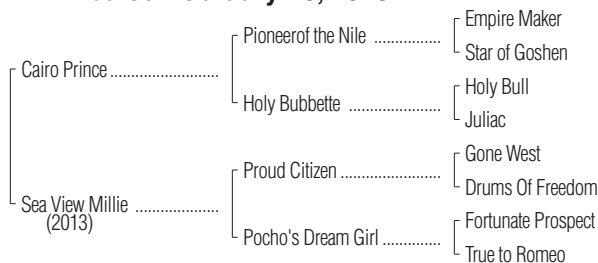 Empire Maker
Pioneerof the Nile ................
Star of Goshen
Cairo Prince ......................
Holy Bull
Holy Bubbette ...................
Juliac
Gone West
Proud Citizen ....................
Drums Of Freedom
Sea View Millie .................
(2013)
Fortunate Prospect
Pocho's Dream Girl ............
True to Romeo